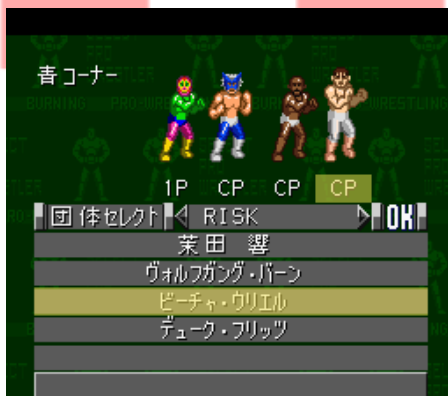 青コーナー
1P CP CP CP
団体セレクト RISK OK
茉田 響
ヴォルフガング・バーン
ビーチャ・ウリエル
デューク・フリッツ